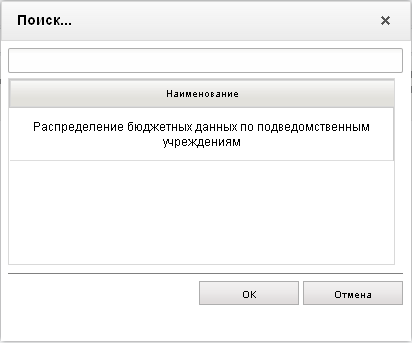 Поиск...
Наименование
Распределение бюджетных данных по подведомственным
учреждениям
ОК
Отмена